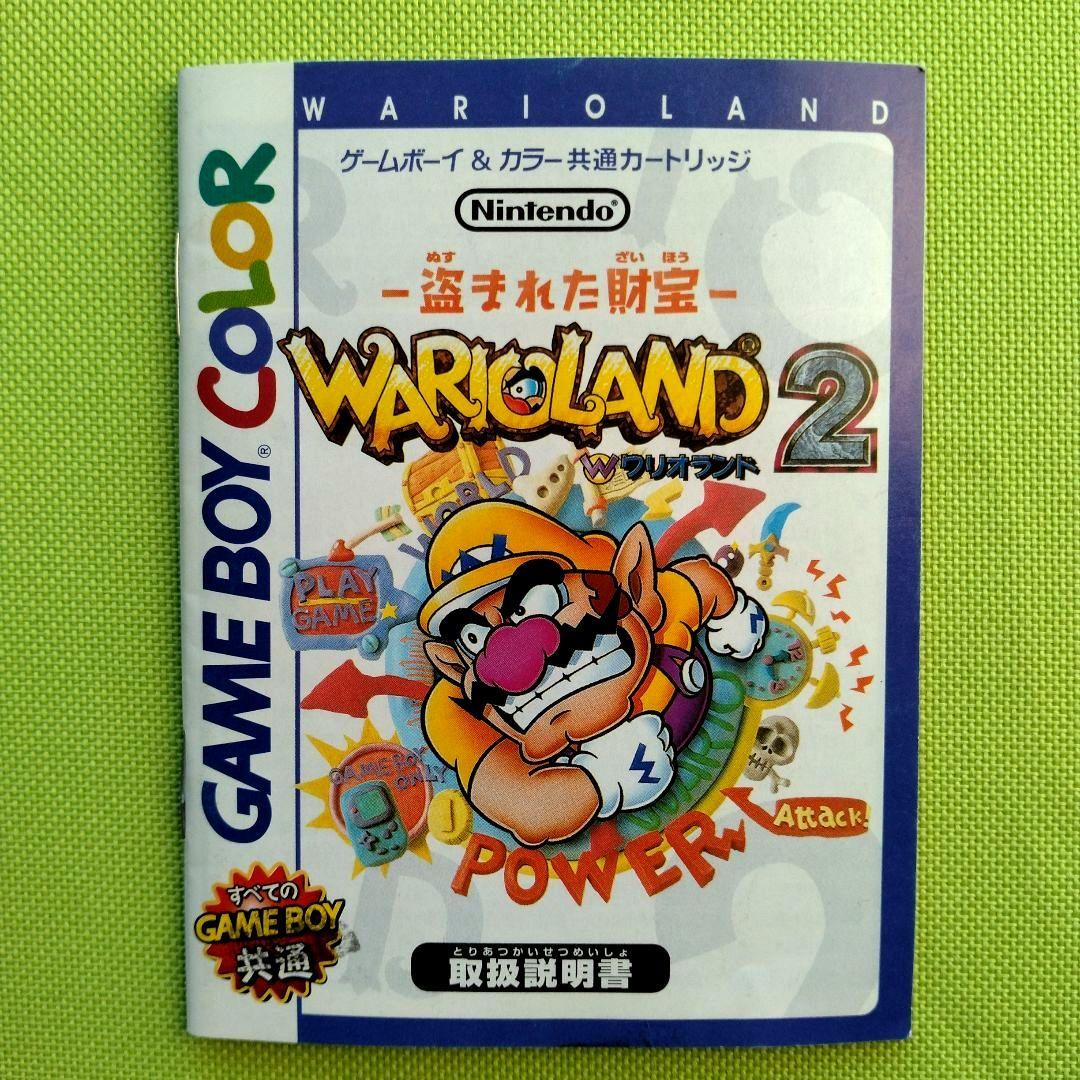 WARIOLAND
ゲームボーイ & カラー共通カートリッジ
Nintendo®
ぬす ざい ほう
-盗まれた財宝-
WARIOLAND® 2
W ワリオランド
GAME BOY® COLOR
WORLD
PLAY
GAME
12
3
WARIO
GAME BOY
ONLY
Attack!
POWER
すべての
GAME BOY
共通
とりあつかいせつめいしょ
取扱説明書